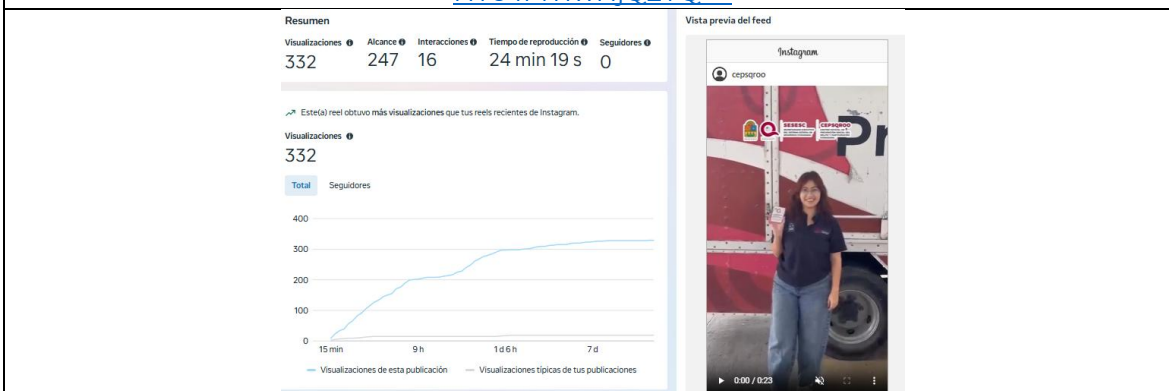 Resumen
Visualizaciones
Alcance
Interacciones
Tiempo de reproducción
Seguidores
332
247
16
24 min 19 s
0
Este(a) reel obtuvo más visualizaciones que tus reels recientes de Instagram.
Visualizaciones
332
Total
Seguidores
400
300
200
100
0
15 min
9 h
1 d 6 h
7 d
Visualizaciones de esta publicación
Visualizaciones típicas de tus publicaciones
Vista previa del feed
Instagram
cepsqroo
SESESC
CEPSQROO
Pr
0:00 / 0:23